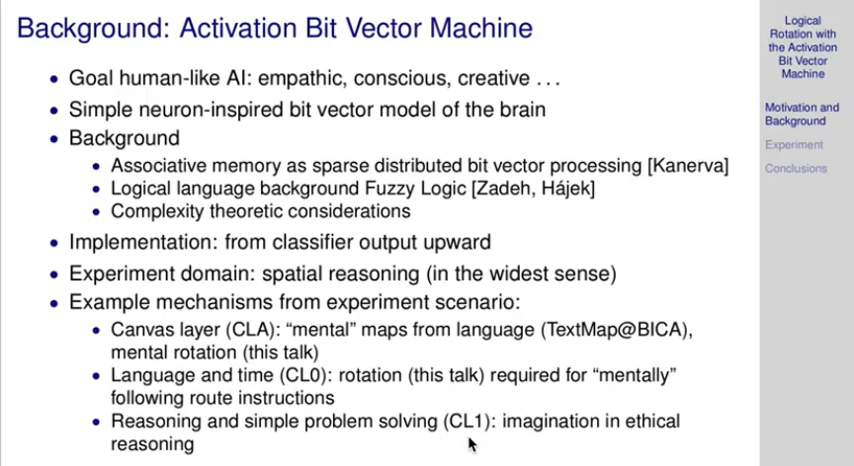 Background: Activation Bit Vector Machine
• Goal human-like AI: empathic, conscious, creative . . .
• Simple neuron-inspired bit vector model of the brain
• Background
• Associative memory as sparse distributed bit vector processing [Kanerva]
• Logical language background Fuzzy Logic [Zadeh, Hájek]
• Complexity theoretic considerations
• Implementation: from classifier output upward
• Experiment domain: spatial reasoning (in the widest sense)
• Example mechanisms from experiment scenario:
• Canvas layer (CLA): “mental” maps from language (TextMap@BICA),
mental rotation (this talk)
• Language and time (CL0): rotation (this talk) required for “mentally”
following route instructions
• Reasoning and simple problem solving (CL1): imagination in ethical
reasoning
Logical
Rotation with
the Activation
Bit Vector
Machine
Motivation and
Background
Experiment
Conclusions